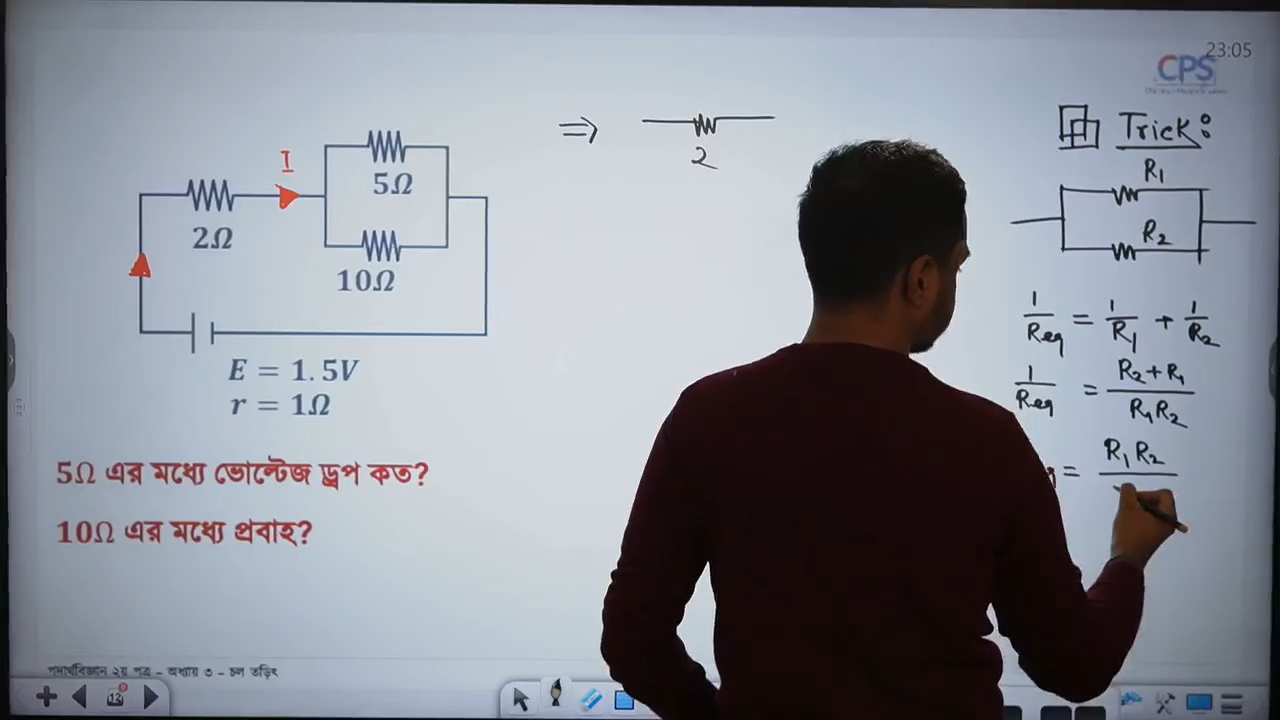 23:05
CPS
I
5Ω
2Ω
10Ω
E = 1.5V
r = 1Ω
5Ω এর মধ্যে ভোল্টেজ ড্রপ কত?
10Ω এর মধ্যে প্রবাহ?
⇒
2
Trick:
R₁
R₂
1/Req = 1/R₁ + 1/R₂
1/Req = R₂+R₁/R₁R₂
= R₁R₂
পদার্থবিজ্ঞান ২য় পত্র - অধ্যায় ৩ - চল তড়িৎ
12